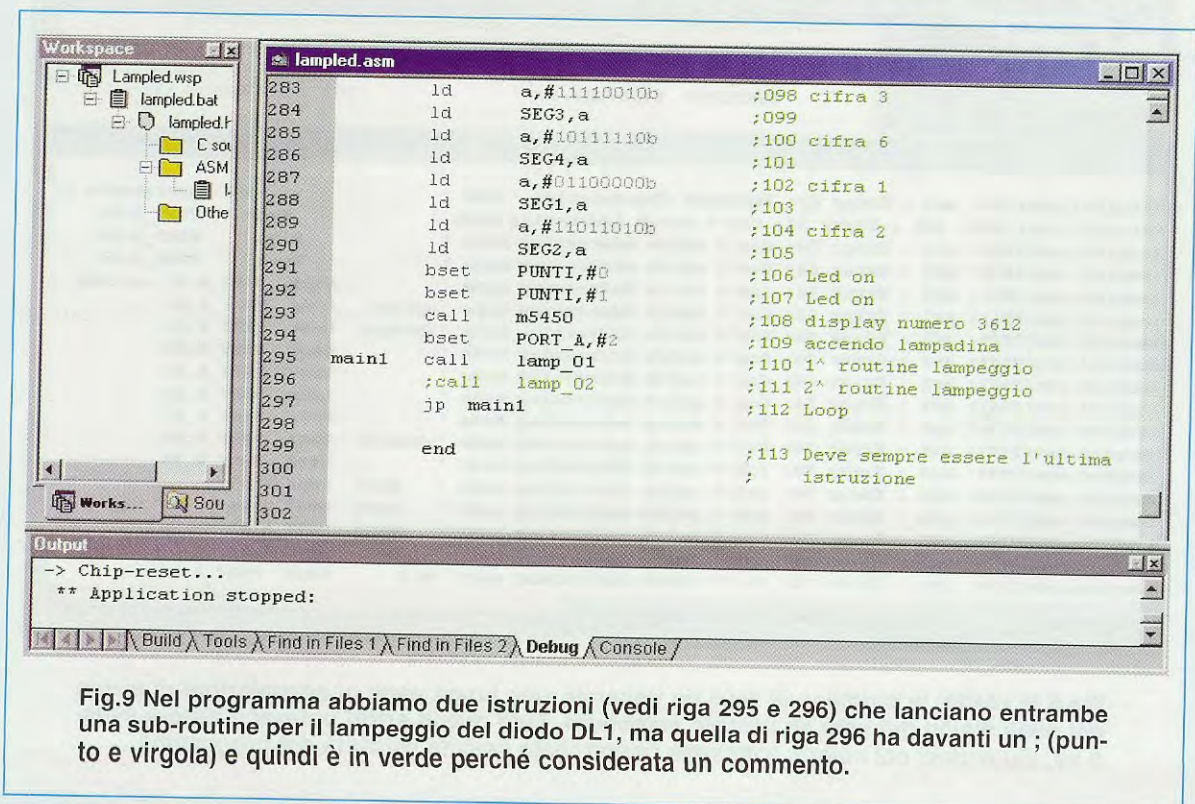 Workspace
Lampled.wsp
lampled.bat
lampled.h
C sou
ASM
l
Othe
Works... Sou
lampled.asm
283 ld a,#11110010b ;098 cifra 3
284 ld SEG3,a ;099
285 ld a,#10111110b ;100 cifra 6
286 ld SEG4,a ;101
287 ld a,#01100000b ;102 cifra 1
288 ld SEG1,a ;103
289 ld a,#11011010b ;104 cifra 2
290 ld SEG2,a ;105
291 bset PUNTI,#0 ;106 Led on
292 bset PUNTI,#1 ;107 Led on
293 call m5450 ;108 display numero 3612
294 bset PORT_A,#2 ;109 accendo lampadina
295 main1 call lamp_01 ;110 1^ routine lampeggio
296 ;call lamp_02 ;111 2^ routine lampeggio
297 jp main1 ;112 Loop
298
299 end ;113 Deve sempre essere l'ultima
300 ; istruzione
301
302
Output
-> Chip-reset...
** Application stopped:
Build Tools Find in Files 1 Find in Files 2 Debug Console
Fig.9 Nel programma abbiamo due istruzioni (vedi riga 295 e 296) che lanciano entrambe
una sub-routine per il lampeggio del diodo DL1, ma quella di riga 296 ha davanti un ; (pun-
to e virgola) e quindi è in verde perché considerata un commento.